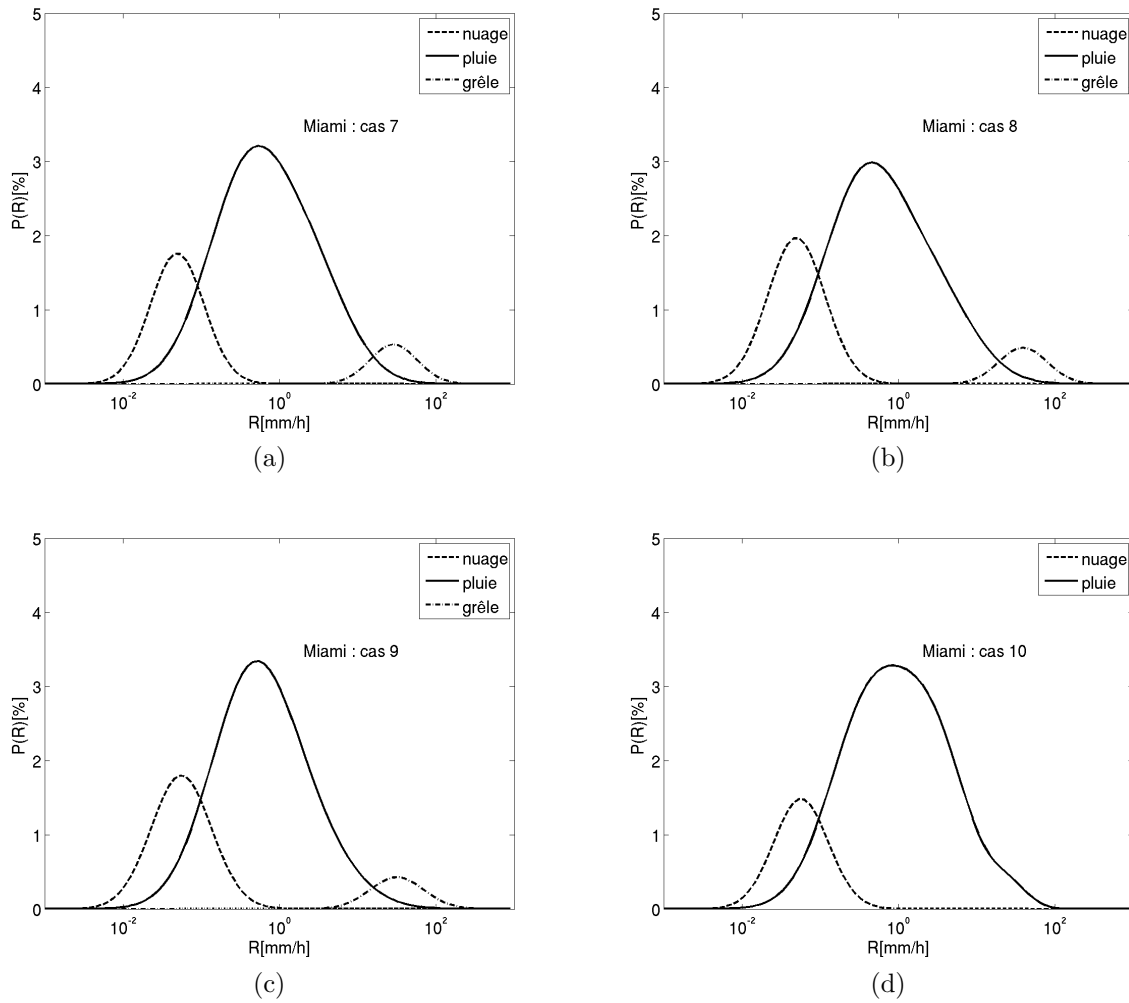 5
4
3
2
1
0
P(R)[%]
nuage
pluie
grêle
Miami : cas 7
10^-2
10^0
10^2
R[mm/h]
(a)
5
4
3
2
1
0
P(R)[%]
nuage
pluie
grêle
Miami : cas 8
10^-2
10^0
10^2
R[mm/h]
(b)
5
4
3
2
1
0
P(R)[%]
nuage
pluie
grêle
Miami : cas 9
10^-2
10^0
10^2
R[mm/h]
(c)
5
4
3
2
1
0
P(R)[%]
nuage
pluie
Miami : cas 10
10^-2
10^0
10^2
R[mm/h]
(d)